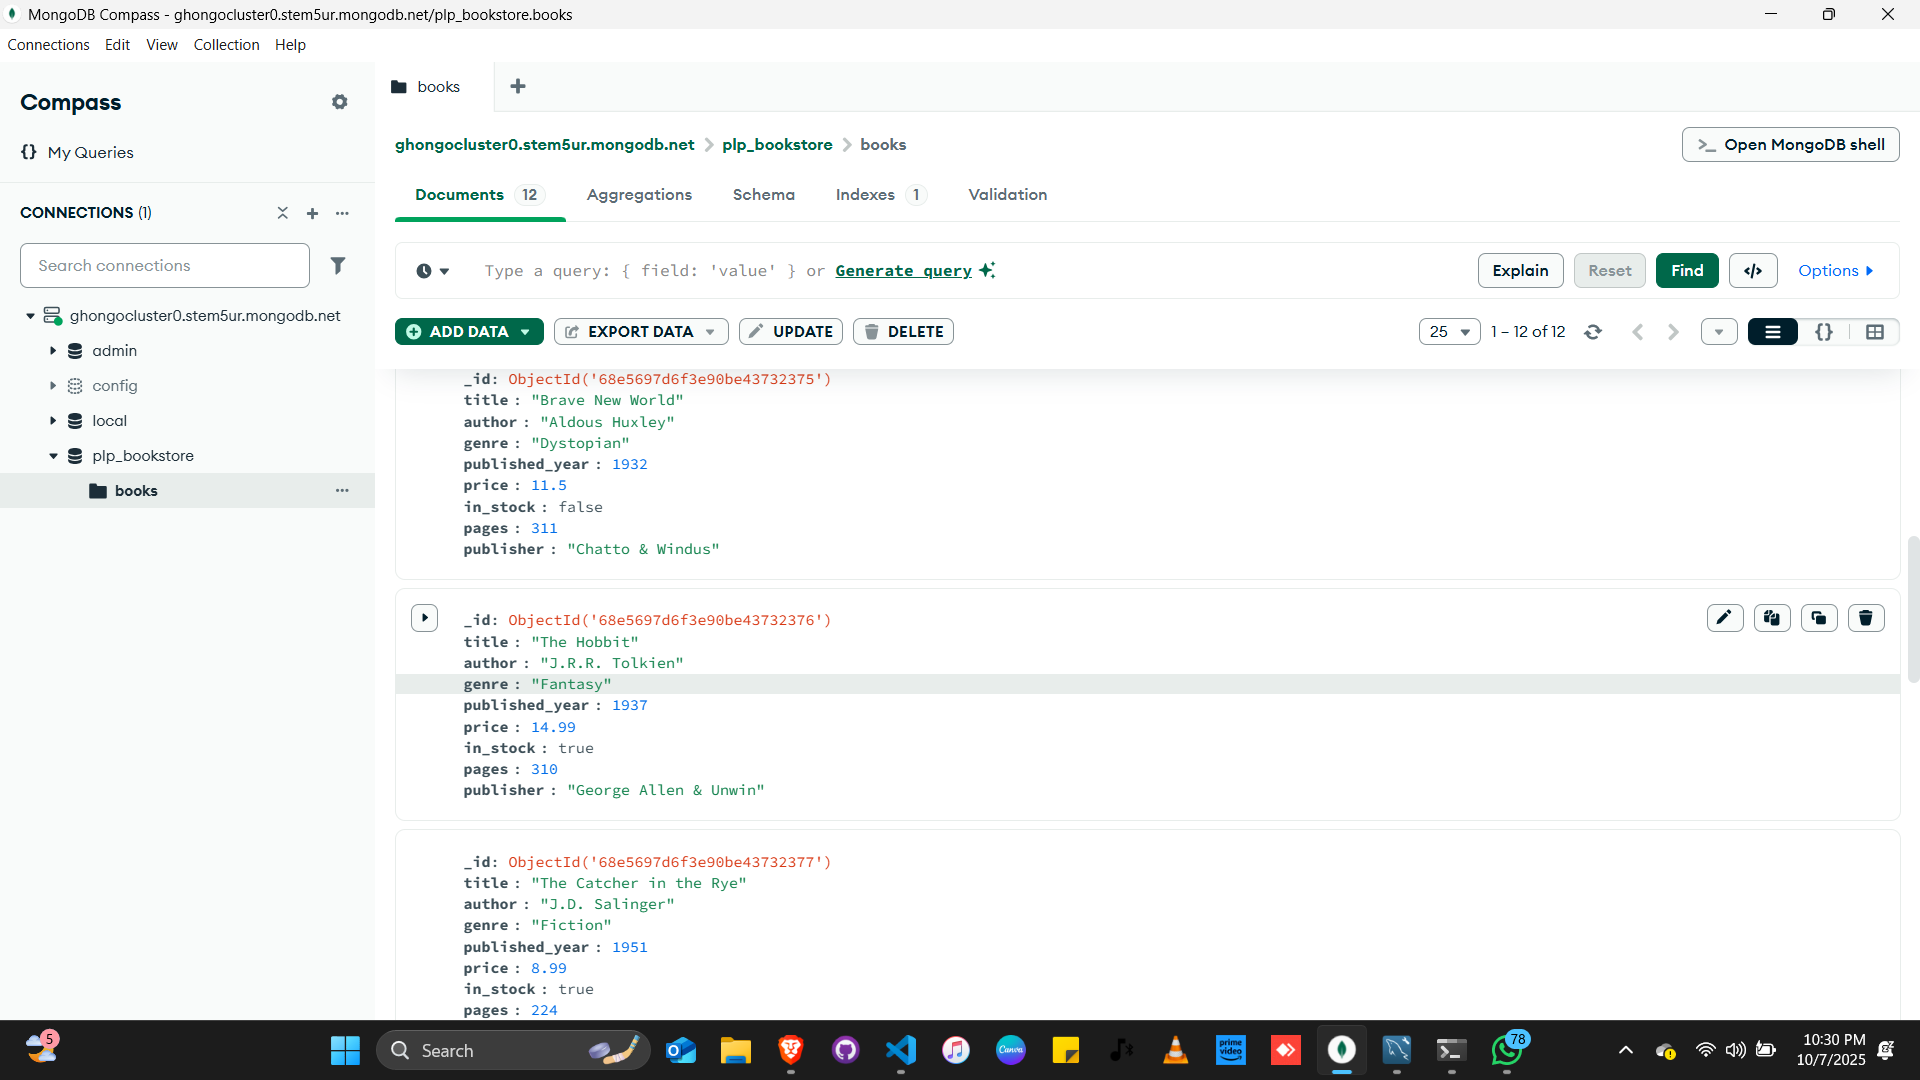 MongoDB Compass - ghongocluster0.stem5ur.mongodb.net/plp_bookstore.books
Connections Edit View Collection Help
Compass
{} My Queries
CONNECTIONS (1)
Search connections
ghongocluster0.stem5ur.mongodb.net
admin
config
local
plp_bookstore
books
books
ghongocluster0.stem5ur.mongodb.net > plp_bookstore > books
>_ Open MongoDB shell
Documents 12 Aggregations Schema Indexes 1 Validation
Type a query: { field: 'value' } or Generate query
Explain Reset Find </> Options
ADD DATA EXPORT DATA UPDATE DELETE
25 1 – 12 of 12 {}
_id: ObjectId('68e5697d6f3e90be43732375')
title : "Brave New World"
author : "Aldous Huxley"
genre : "Dystopian"
published_year : 1932
price : 11.5
in_stock : false
pages : 311
publisher : "Chatto & Windus"
_id: ObjectId('68e5697d6f3e90be43732376')
title : "The Hobbit"
author : "J.R.R. Tolkien"
genre : "Fantasy"
published_year : 1937
price : 14.99
in_stock : true
pages : 310
publisher : "George Allen & Unwin"
_id: ObjectId('68e5697d6f3e90be43732377')
title : "The Catcher in the Rye"
author : "J.D. Salinger"
genre : "Fiction"
published_year : 1951
price : 8.99
in_stock : true
pages : 224
5
Search
Canva
prime video
78
10:30 PM
10/7/2025